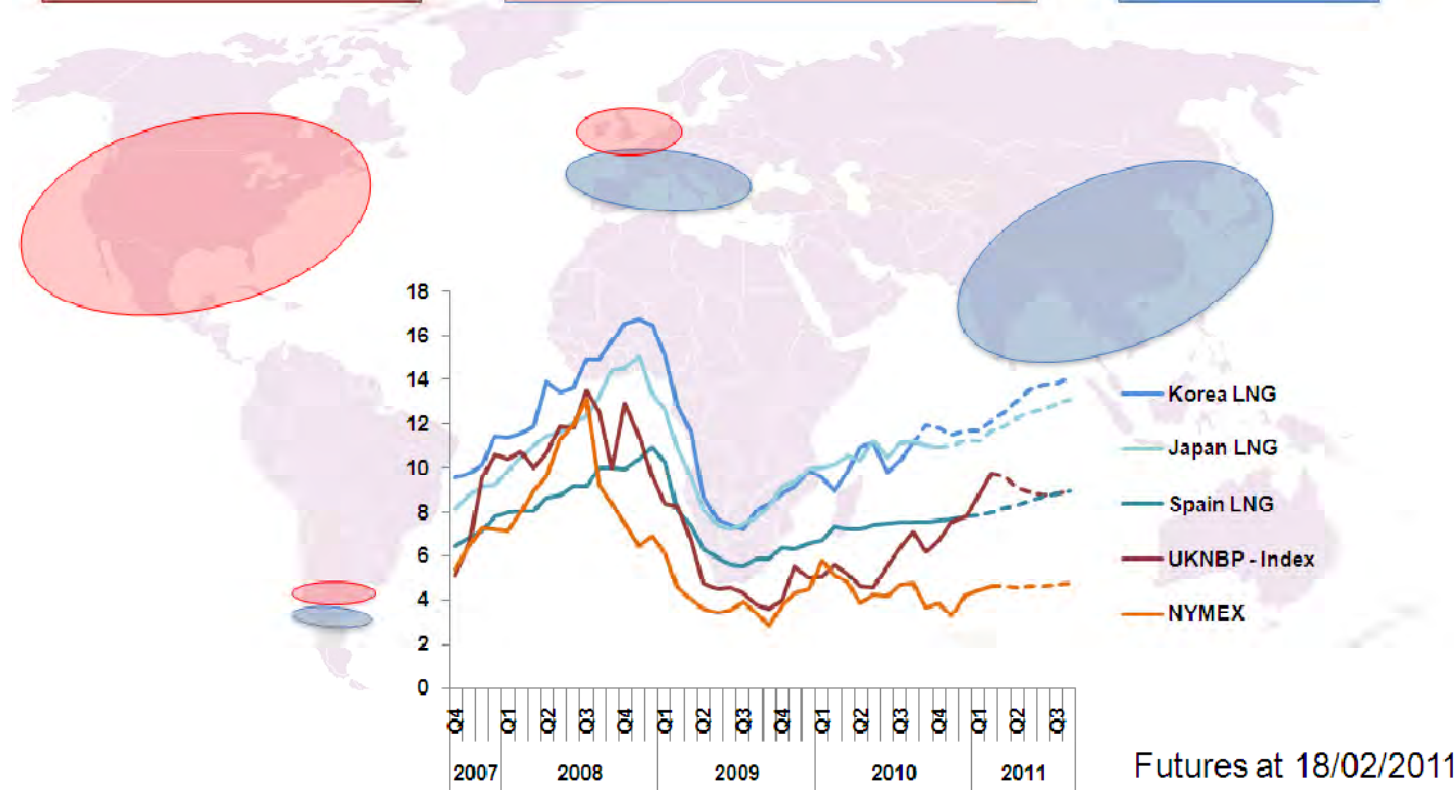 18
16
14
12
10
8
6
4
2
0
Korea LNG
Japan LNG
Spain LNG
UKNBP - Index
NYMEX
Q4 Q1 Q2 Q3 Q4 Q1 Q2 Q3 Q4 Q1 Q2 Q3 Q4 Q1 Q2 Q3
2007 2008 2009 2010 2011
Futures at 18/02/2011